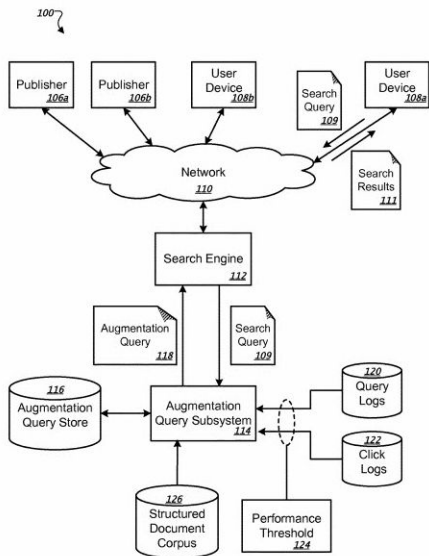 100
Publisher
106a
Publisher
106b
User
Device
108b
Search
Query
109
User
Device
108a
Network
110
Search
Results
111
Search Engine
112
Augmentation
Query
118
Search
Query
109
116
Augmentation
Query Store
Augmentation
Query Subsystem
114
120
Query
Logs
122
Click
Logs
126
Structured
Document
Corpus
Performance
Threshold
124